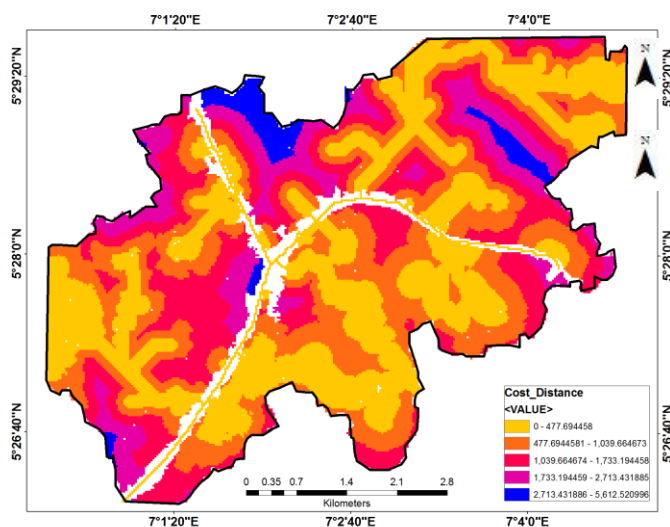 7°1'20"E 7°2'40"E 7°4'0"E
N
5°29'20"N 5°29'20"N
N
5°28'0"N 5°28'0"N
5°26'40"N 5°26'40"N
Cost_Distance
<VALUE>
0 - 477.694458
477.6944581 - 1,039.664673
1,039.664674 - 1,733.194458
1,733.194459 - 2,713.431885
2,713.431886 - 5,612.520996
0 0.35 0.7 1.4 2.1 2.8
Kilometers
7°1'20"E 7°2'40"E 7°4'0"E